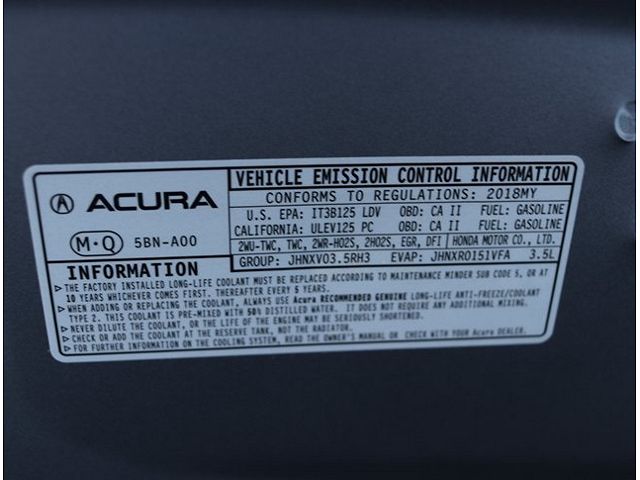 ACURA
M·Q 5BN-A00
VEHICLE EMISSION CONTROL INFORMATION
CONFORMS TO REGULATIONS: 2018MY
U.S. EPA: IT3B125 LDV OBD: CA II FUEL: GASOLINE
CALIFORNIA: ULEV125 PC OBD: CA II FUEL: GASOLINE
2WU-TWC, TWC, 2WR-HO2S, 2HO2S, EGR, DFI HONDA MOTOR CO., LTD.
GROUP: JHNXV03.5RH3 EVAP: JHNXR0151VFA 3.5L
INFORMATION
▷ THE FACTORY INSTALLED LONG-LIFE COOLANT MUST BE REPLACED ACCORDING TO MAINTENANCE MINDER SUB CODE 5, OR AT
10 YEARS WHICHEVER COMES FIRST. THEREAFTER EVERY 5 YEARS.
▷ WHEN ADDING OR REPLACING THE COOLANT, ALWAYS USE Acura RECOMMENDED GENUINE LONG-LIFE ANTI-FREEZE/COOLANT
TYPE 2. THIS COOLANT IS PRE-MIXED WITH 50% DISTILLED WATER. IT DOES NOT REQUIRE ANY ADDITIONAL MIXING.
▷ NEVER DILUTE THE COOLANT, OR THE LIFE OF THE ENGINE MAY BE SERIOUSLY SHORTENED.
▷ CHECK OR ADD COOLANT AT THE RESERVE TANK, NOT THE RADIATOR.
▷ FOR FURTHER INFORMATION ON THE COOLING SYSTEM, READ THE OWNER'S MANUAL OR CHECK WITH YOUR Acura DEALER.